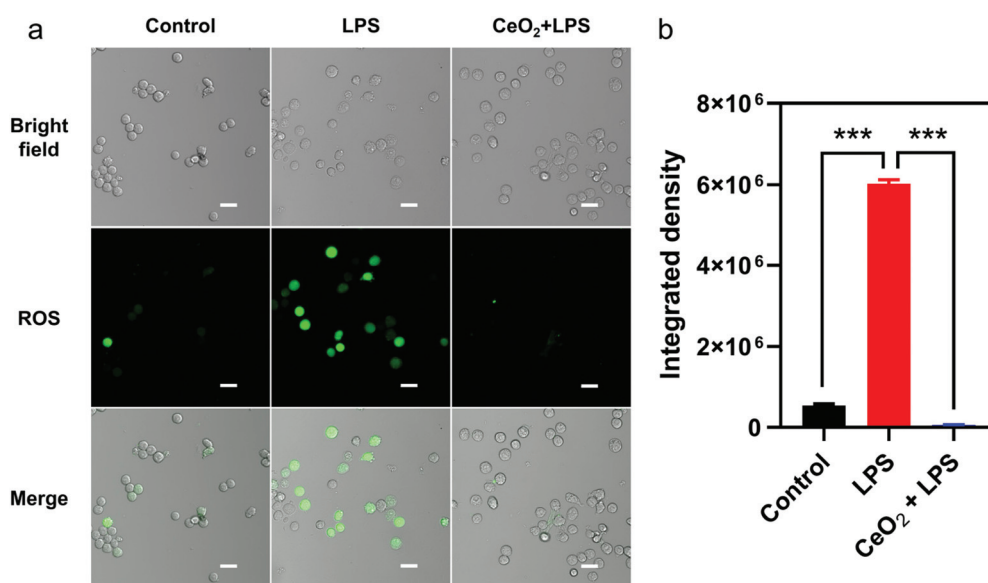 a
Control
LPS
CeO₂+LPS
Bright
field
ROS
Merge
b
Integrated density
8×10⁶
6×10⁶
4×10⁶
2×10⁶
0
***
***
Control
LPS
CeO₂ + LPS